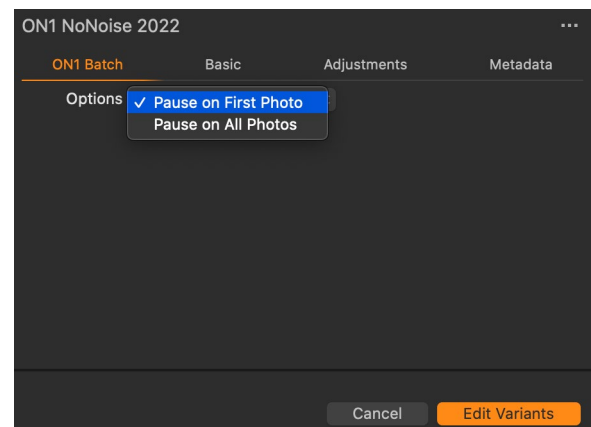 ON1 NoNoise 2022 ...
ON1 Batch Basic Adjustments Metadata
Options ✓ Pause on First Photo
Pause on All Photos
Cancel Edit Variants